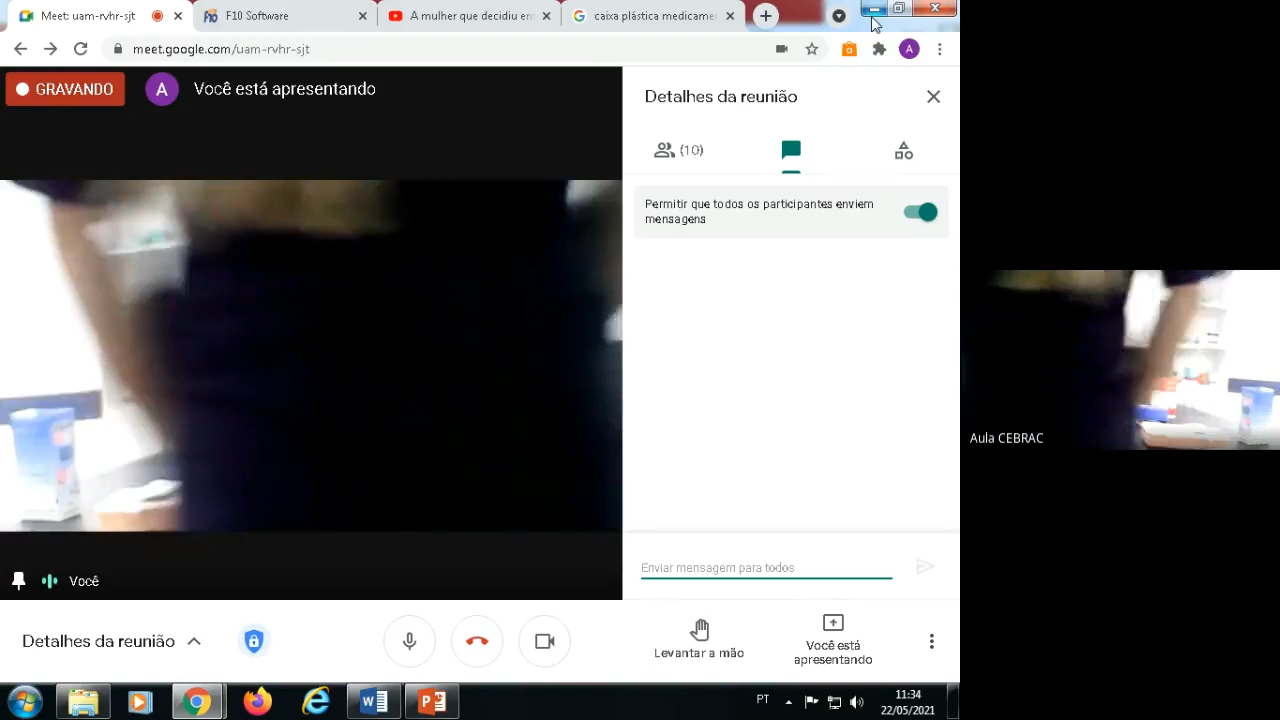 Meet: uam-rvhr-sjt
F10 Software
A mulher que decidiu en
caixa plástica medicamen
meet.google.com/uam-rvhr-sjt
A
GRAVANDO
A
Você está apresentando
Detalhes da reunião
(10)
Permitir que todos os participantes enviem
mensagens
Aula CEBRAC
Enviar mensagem para todos
Você
Detalhes da reunião
Levantar a mão
Você está
apresentando
PT
11:34
22/05/2021